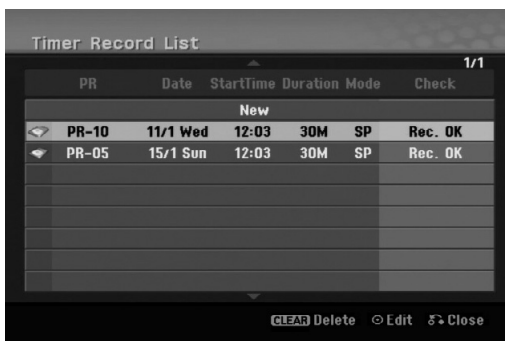 Timer Record List
1/1
PR Date StartTime Duration Mode Check
New
PR-10 11/1 Wed 12:03 30M SP Rec. OK
PR-05 15/1 Sun 12:03 30M SP Rec. OK
CLEAR Delete Edit Close